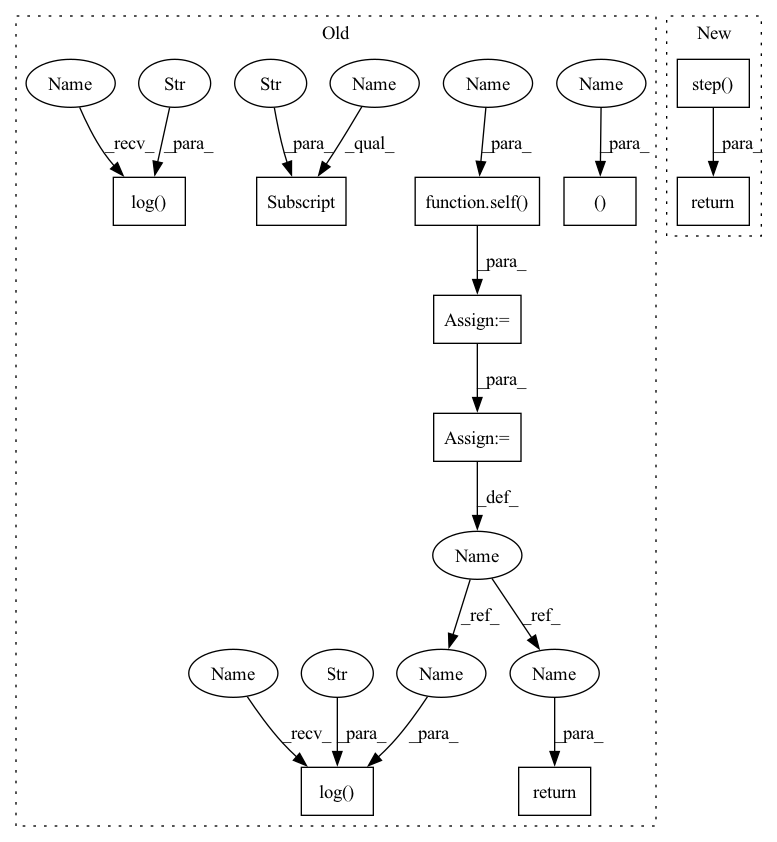 Old
New
Name
Str
Str
Name
Name
Name
step()
_recv_
_para_
_para_
_qual_
_para_
_para_
_para_
log()
Subscript
function.self()
()
return
_para_
Assign:=
_para_
Assign:=
_def_
Name
_ref_
_ref_
Name
Str
Name
Name
_recv_
_para_
_para_
_para_
log()
return